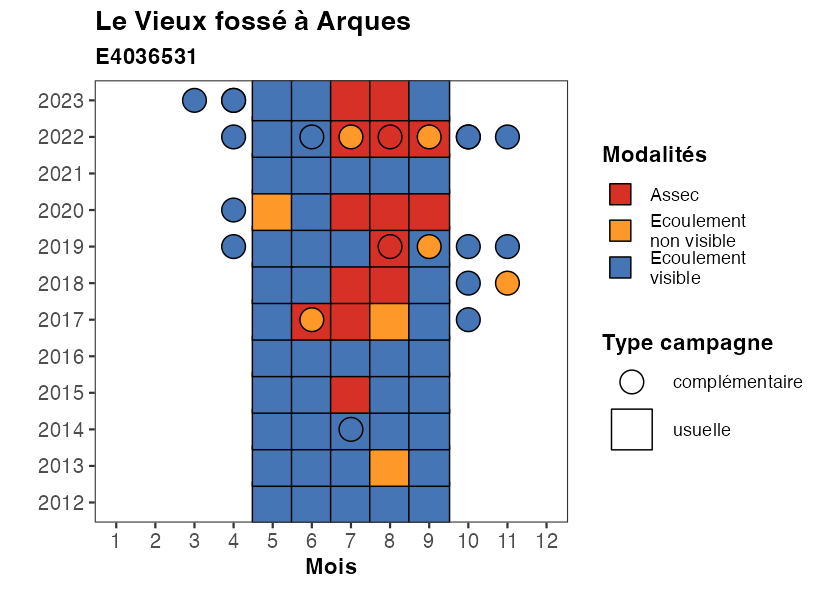 Le Vieux fossé à Arques
E4036531
2023
2022
2021
2020
2019
2018
2017
2016
2015
2014
2013
2012
1 2 3 4 5 6 7 8 9 10 11 12
Mois
Modalités
Assec
Ecoulement
non visible
Ecoulement
visible
Type campagne
complémentaire
usuelle